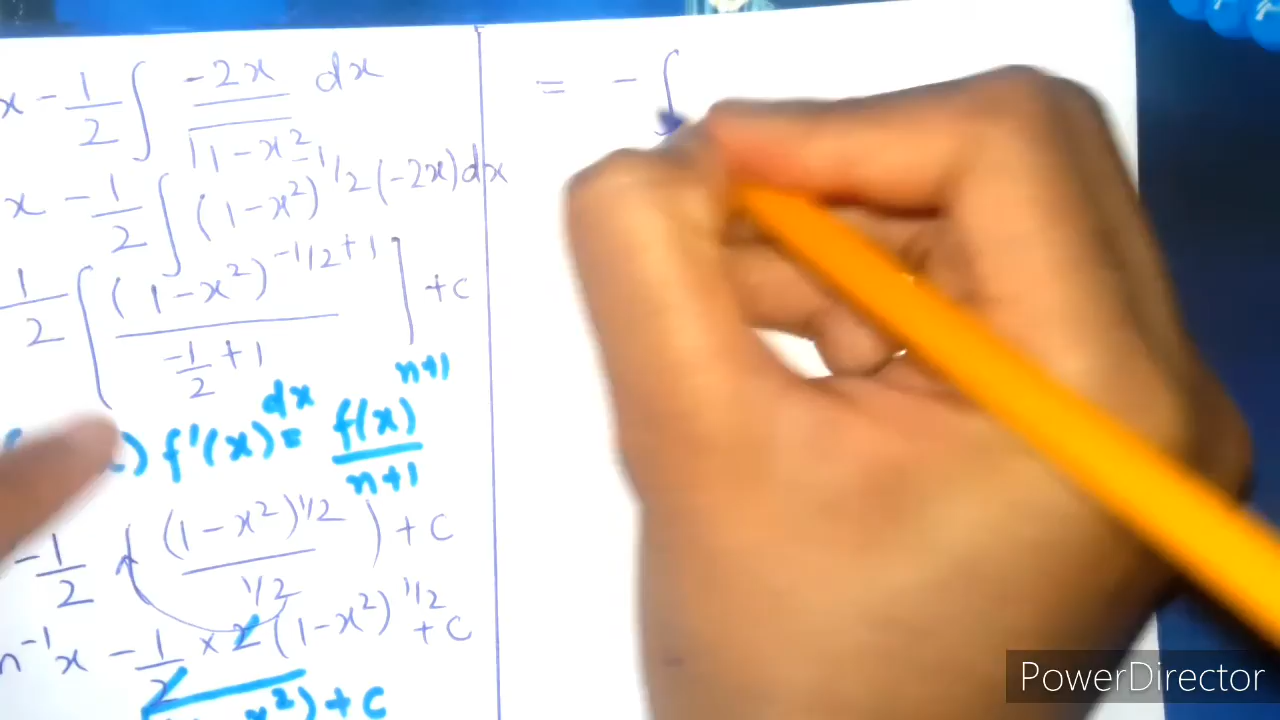 x - 1/2 ∫ -2x/√(1-x²) dx
x - 1/2 ∫ (1-x²)^(-1/2) (-2x)dx
1/2 [ (1-x²)^(-1/2+1) / (-1/2+1) ] + c
) f'(x) dx = f(x)^(n+1) / n+1
-1/2 ( (1-x²)^(1/2) / (1/2) ) + c
n⁻¹x - 1/2 × 2 (1-x²)^(1/2) + c
x²) + c
= - ∫
PowerDirector